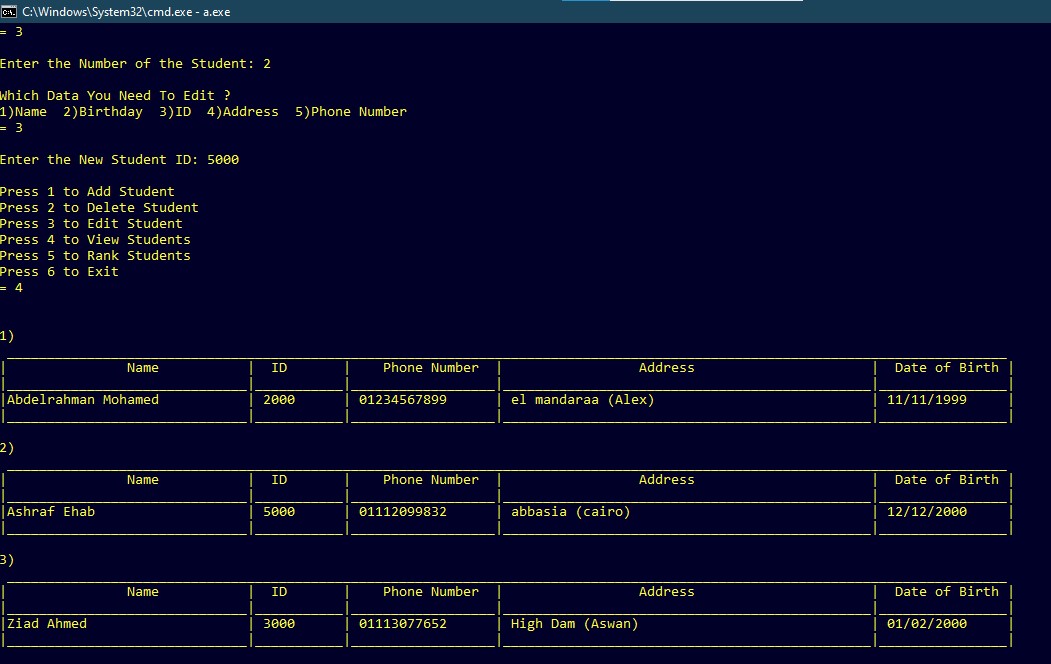 C:\Windows\System32\cmd.exe - a.exe
= 3
Enter the Number of the Student: 2
Which Data You Need To Edit ?
1)Name  2)Birthday  3)ID  4)Address  5)Phone Number
= 3
Enter the New Student ID: 5000
Press 1 to Add Student
Press 2 to Delete Student
Press 3 to Edit Student
Press 4 to View Students
Press 5 to Rank Students
Press 6 to Exit
= 4
1)
| Name | ID | Phone Number | Address | Date of Birth |
|Abdelrahman Mohamed | 2000 | 01234567899 | el mandaraa (Alex) | 11/11/1999 |
2)
| Name | ID | Phone Number | Address | Date of Birth |
|Ashraf Ehab | 5000 | 01112099832 | abbasia (cairo) | 12/12/2000 |
3)
| Name | ID | Phone Number | Address | Date of Birth |
|Ziad Ahmed | 3000 | 01113077652 | High Dam (Aswan) | 01/02/2000 |